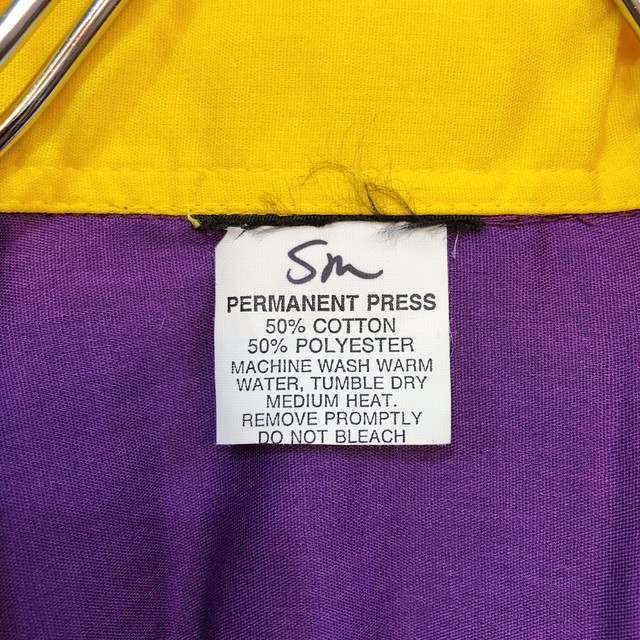 Sm
PERMANENT PRESS
50% COTTON
50% POLYESTER
MACHINE WASH WARM
WATER, TUMBLE DRY
MEDIUM HEAT.
REMOVE PROMPTLY
DO NOT BLEACH